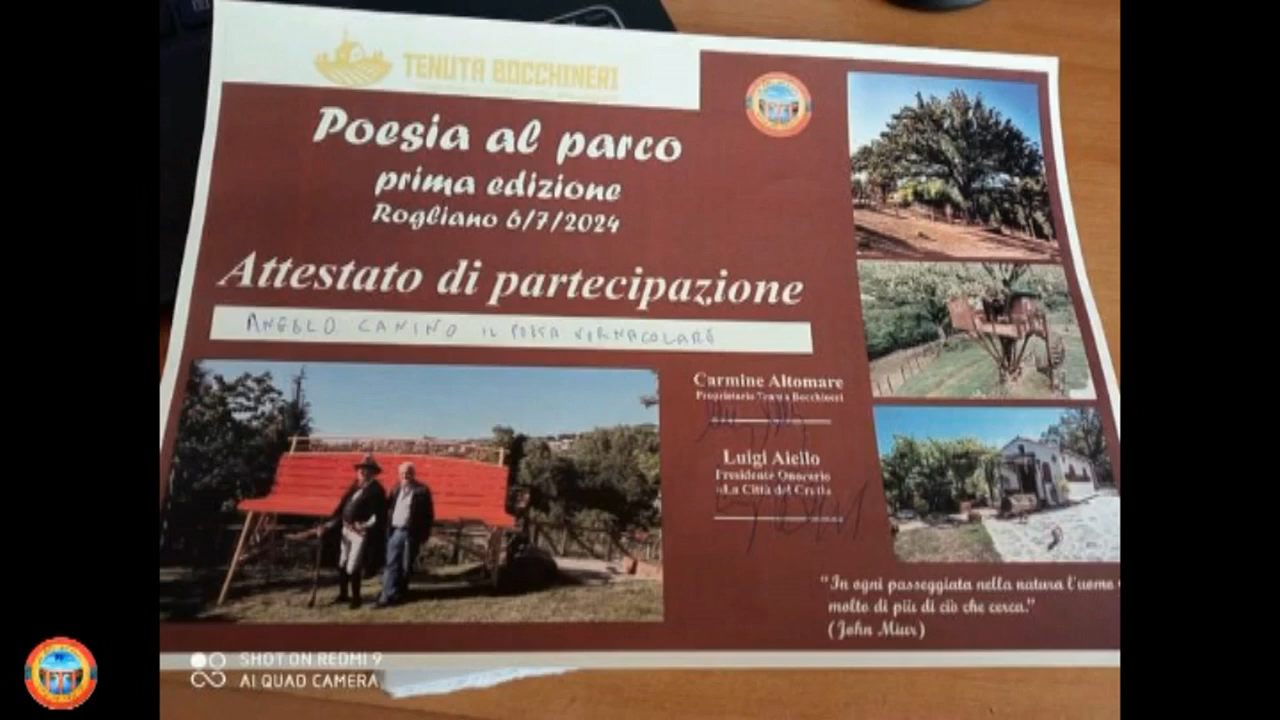 TENUTA BOCCHINERI
Poesia al parco
prima edizione
Rogliano 6/7/2024
Attestato di partecipazione
ANGELO CANINO IL POETA VERNACOLARE
Carmine Altomare
Proprietario Tenuta Bocchineri
Luigi Aiello
Presidente Onorario
"La Città del Crati"
"In ogni passeggiata nella natura l'uomo
molto di più di ciò che cerca."
(John Miur)
SHOT ON REDMI 9
AI QUAD CAMERA